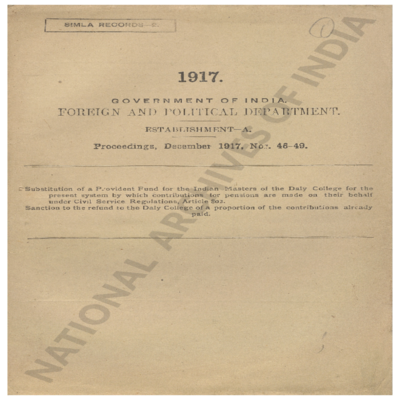 SIMLA RECORDS
1
1917.
GOVERNMENT OF INDIA.
FOREIGN AND POLITICAL DEPARTMENT.
ESTABLISHMENT—A.
Proceedings, December 1917, Nos. 46-49.
Substitution of a Provident Fund for the Indian Masters of the Daly College for the
present system by which contributions for pensions are made on their behalf
under Civil Service Regulations, Article
Sanction to the refund to the Daly College of a proportion of the contributions already
paid.
NATIONAL ARCHIVES OF INDIA